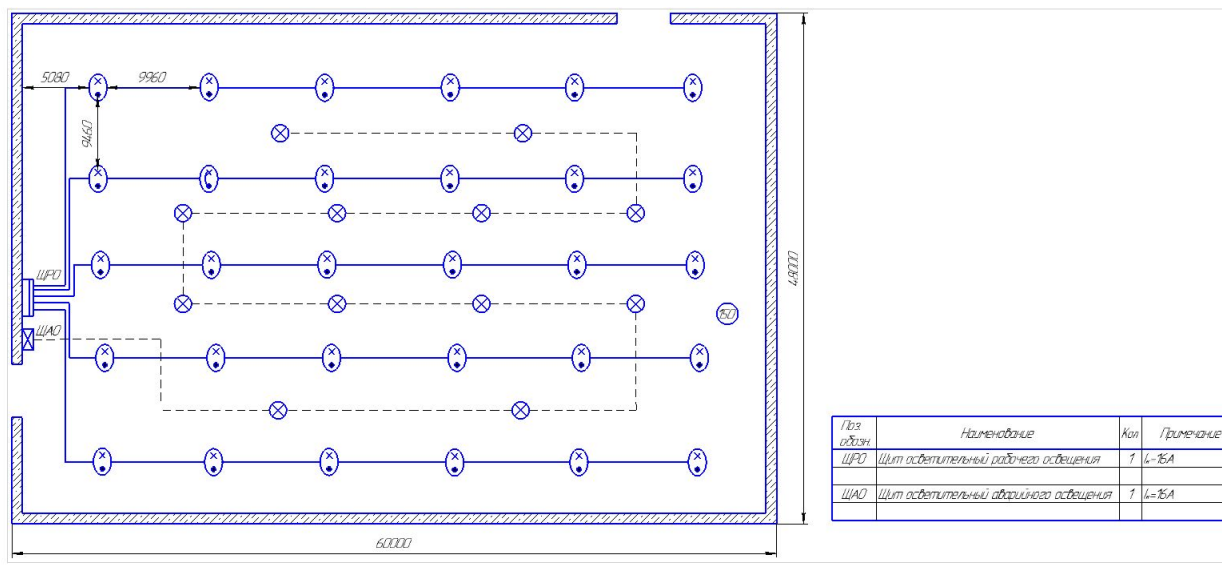 5080
9960
9460
ЩРО
ЩАО
150
48000
60000
Поз. обозн.
Наименование
Кол
Примечание
ЩРО
Щит осветительный рабочего освещения
1
Iн-16А
ЩАО
Щит осветительный аварийного освещения
1
Iн=16А